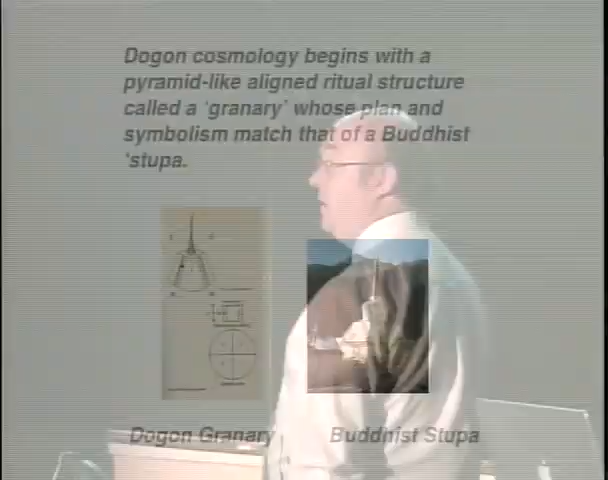 Dogon cosmology begins with a
pyramid-like aligned ritual structure
called a 'granary' whose plan and
symbolism match that of a Buddhist
'stupa.
Dogon Granary
Buddhist Stupa